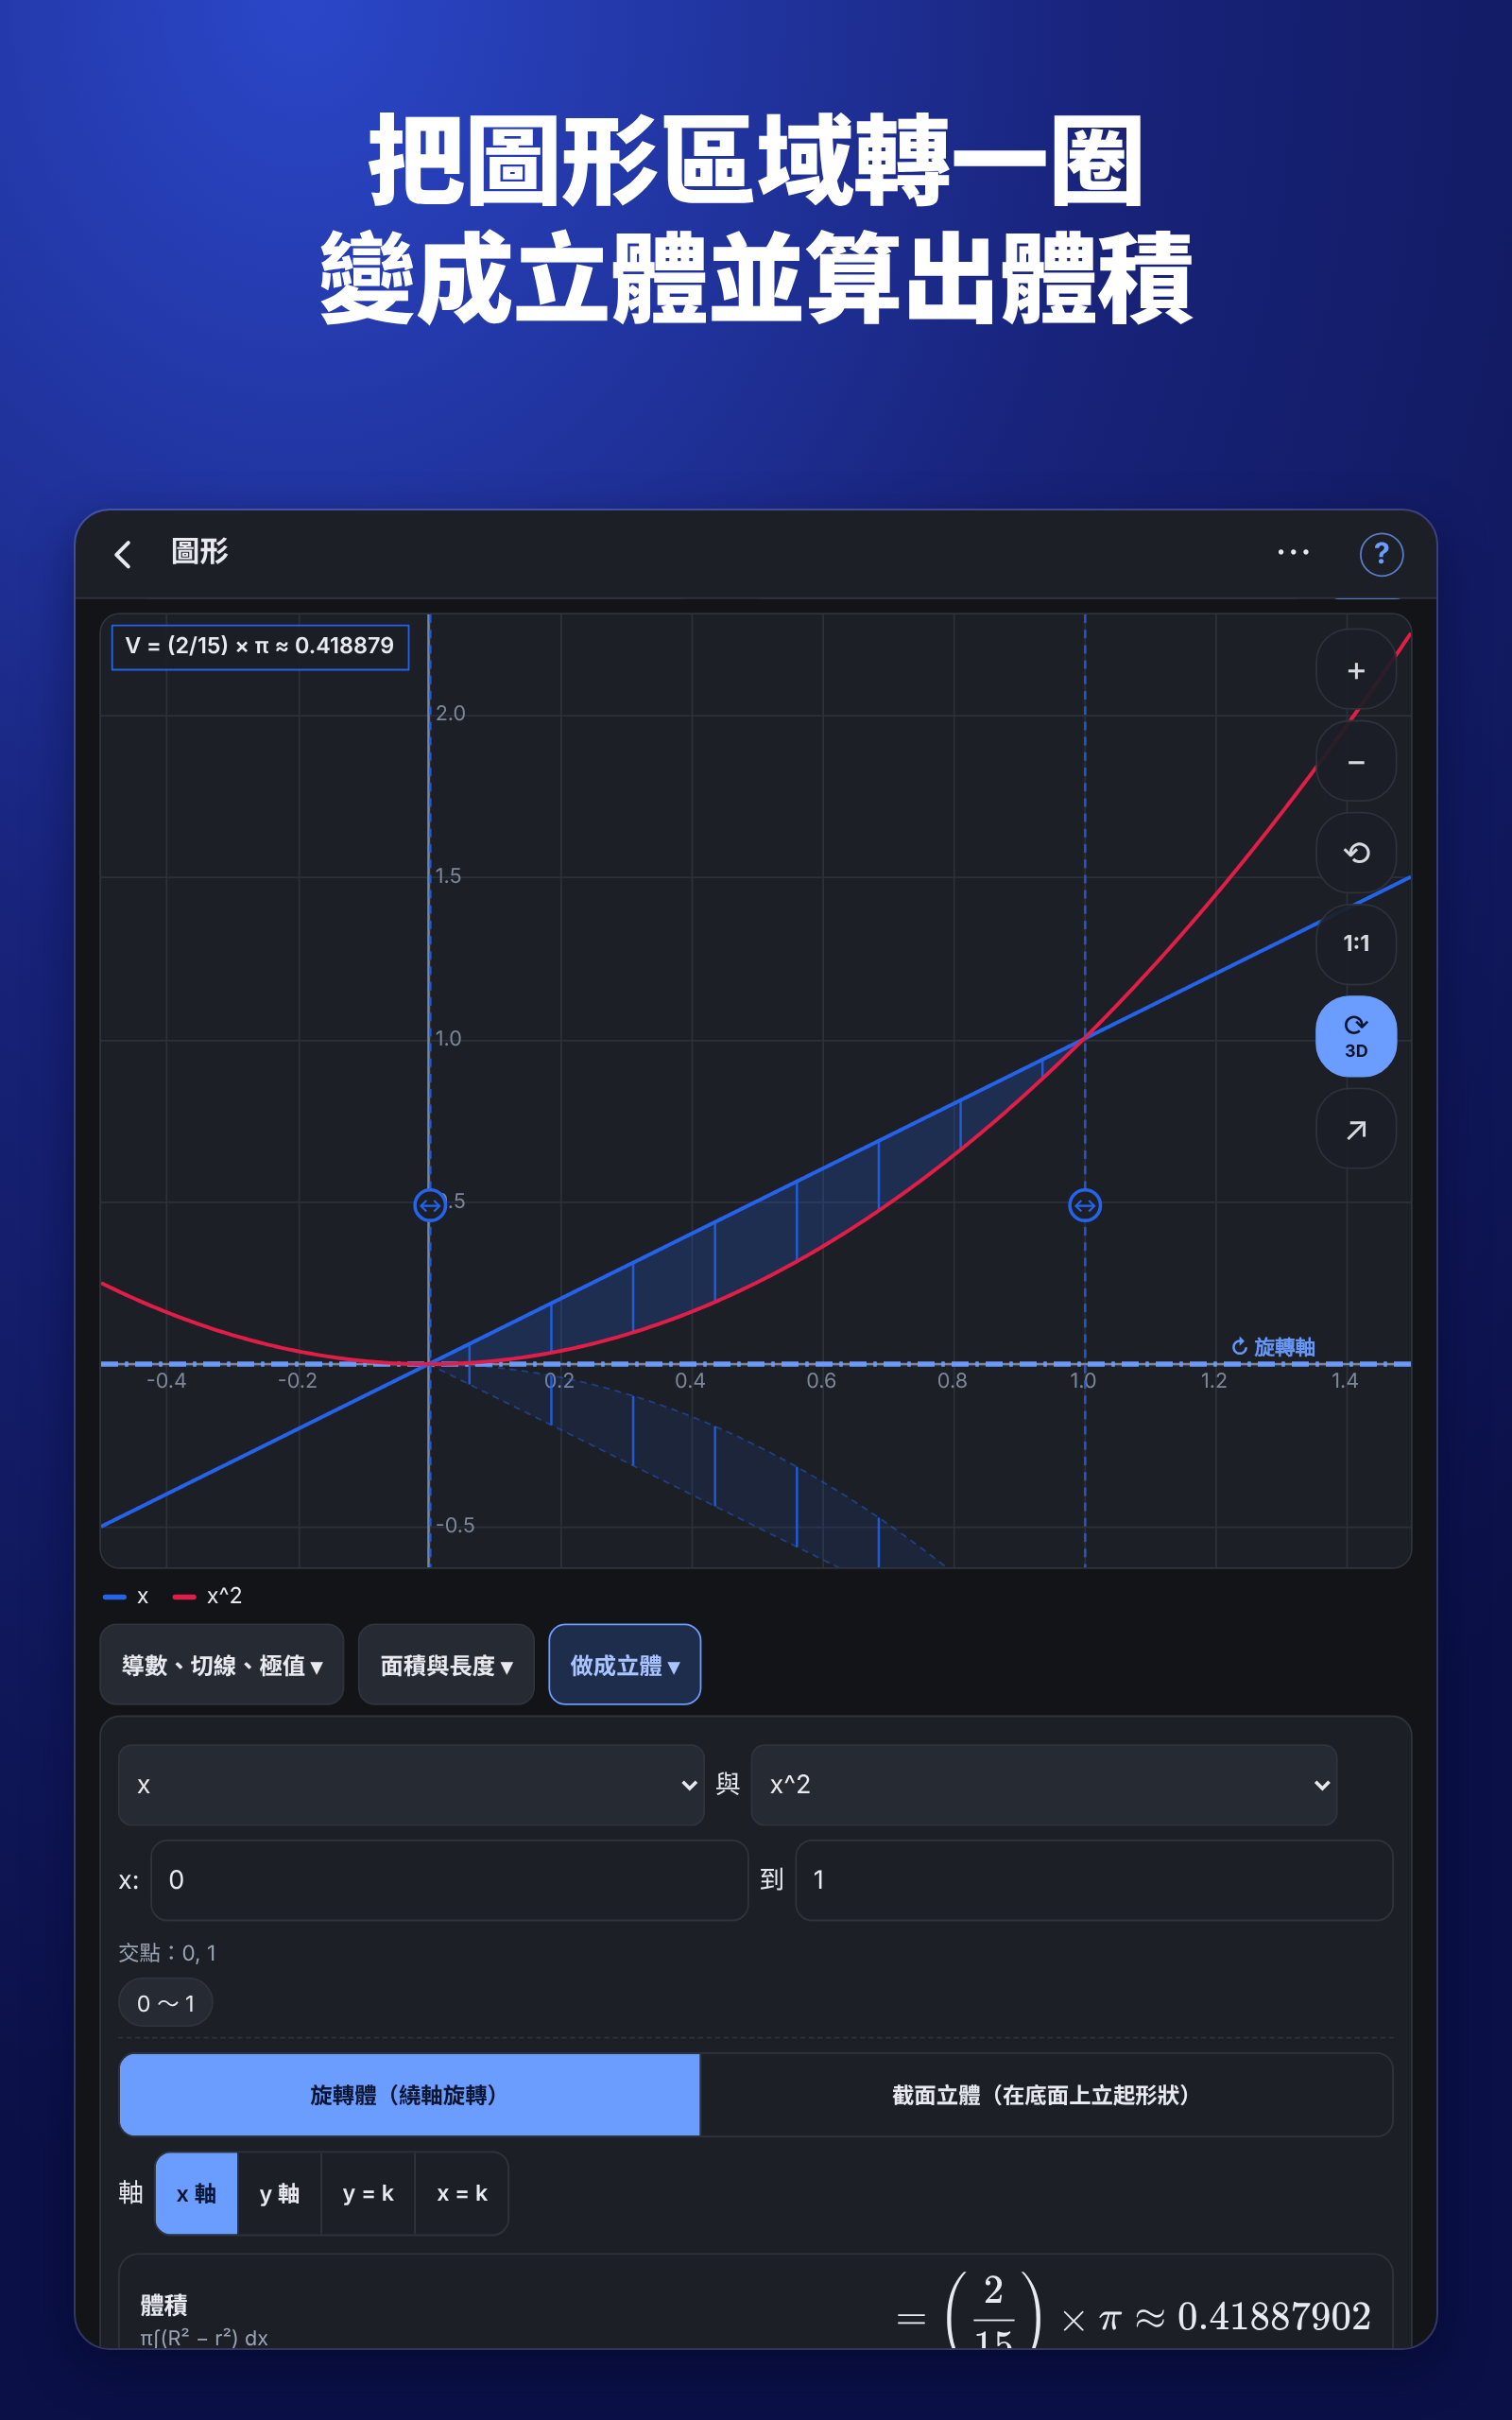 把圖形區域轉一圈
變成立體並算出體積
圖形
?
V = (2/15) × π ≈ 0.418879
+
−
1:1
3D
2.0
1.5
1.0
.5
旋轉軸
-0.4 -0.2 0.2 0.4 0.6 0.8 1.0 1.2 1.4
-0.5
x x^2
導數、切線、極值 ▾ 面積與長度 ▾ 做成立體 ▾
x 與 x^2
x: 0 到 1
交點：0, 1
0 ～ 1
旋轉體（繞軸旋轉） 截面立體（在底面上立起形狀）
軸 x 軸 y 軸 y = k x = k
體積 = (2/15) × π ≈ 0.41887902
π∫(R² − r²) dx